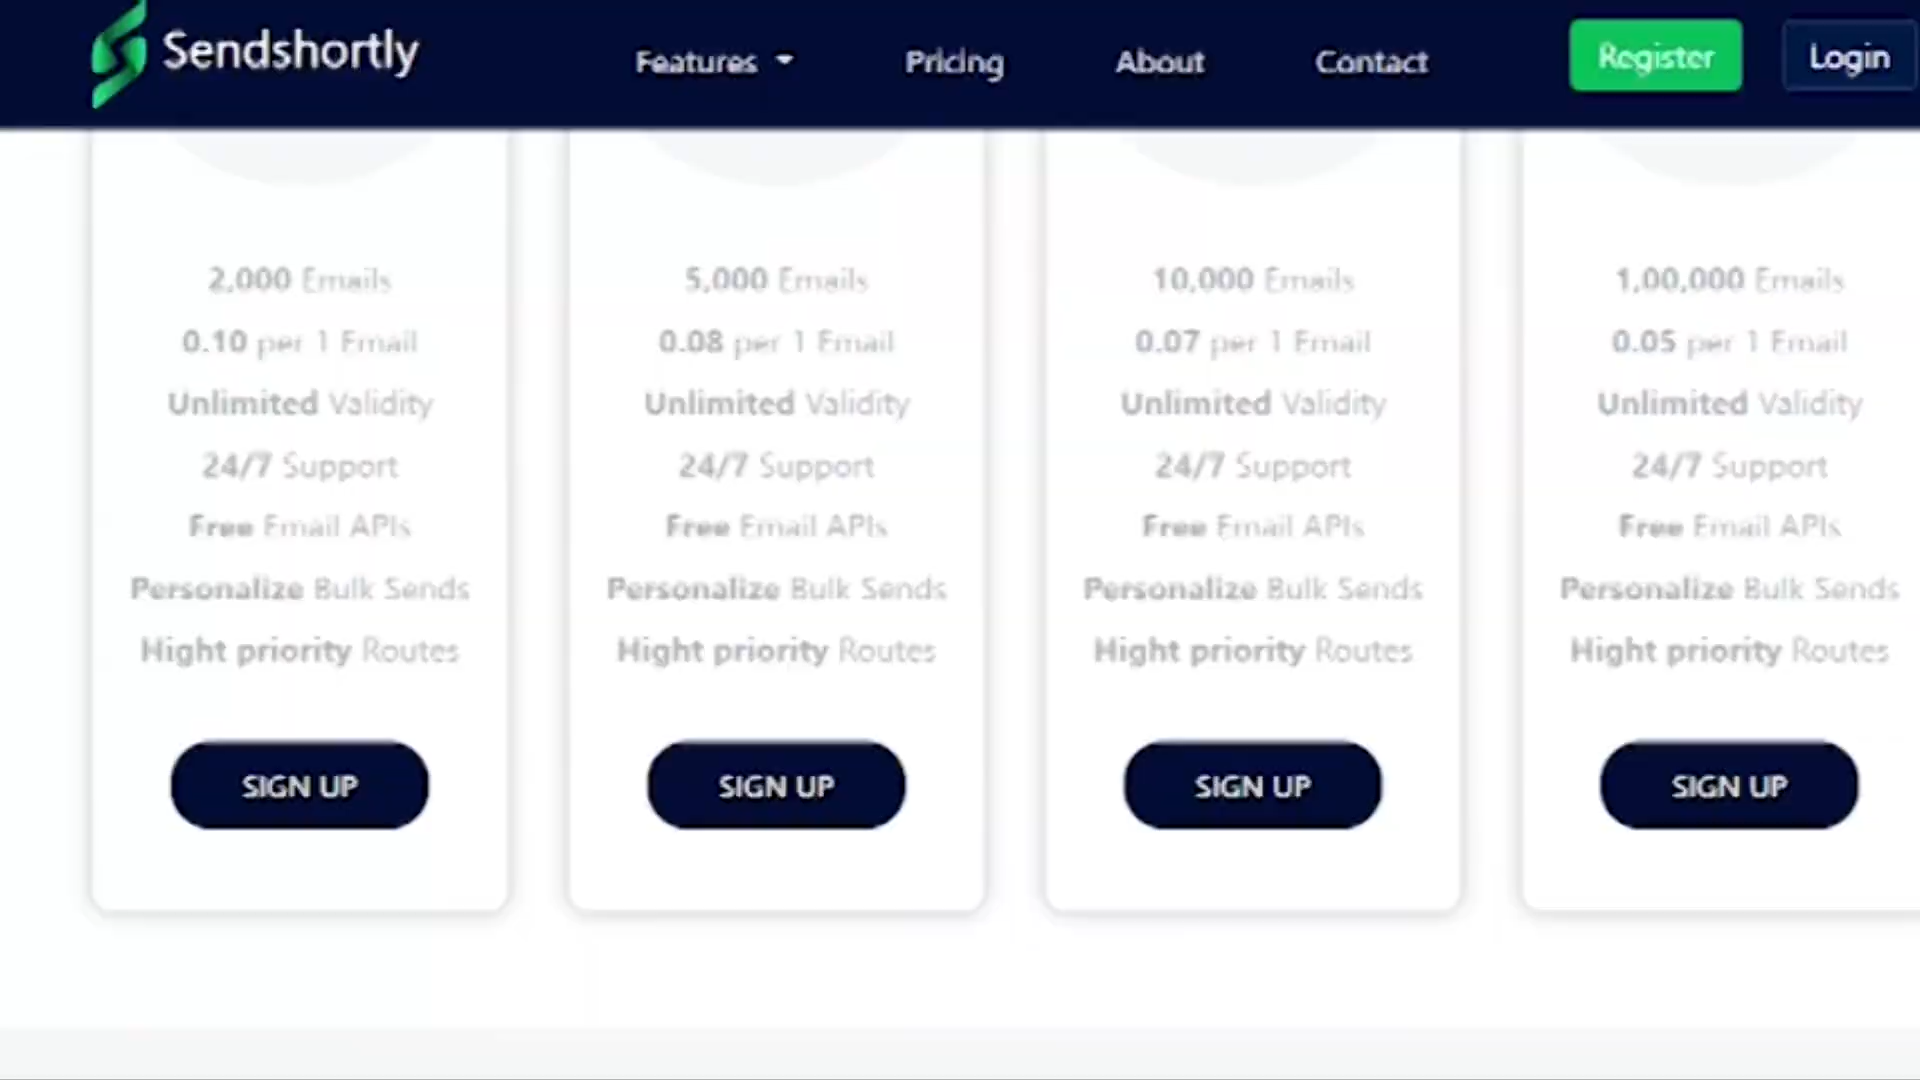 Sendshortly
Features
Pricing
About
Contact
Register
Login
2,000 Emails
0.10 per 1 Email
Unlimited Validity
24/7 Support
Free Email APIs
Personalize Bulk Sends
Hight priority Routes
SIGN UP
5,000 Emails
0.08 per 1 Email
Unlimited Validity
24/7 Support
Free Email APIs
Personalize Bulk Sends
Hight priority Routes
SIGN UP
10,000 Emails
0.07 per 1 Email
Unlimited Validity
24/7 Support
Free Email APIs
Personalize Bulk Sends
Hight priority Routes
SIGN UP
1,00,000 Emails
0.05 per 1 Email
Unlimited Validity
24/7 Support
Free Email APIs
Personalize Bulk Sends
Hight priority Routes
SIGN UP